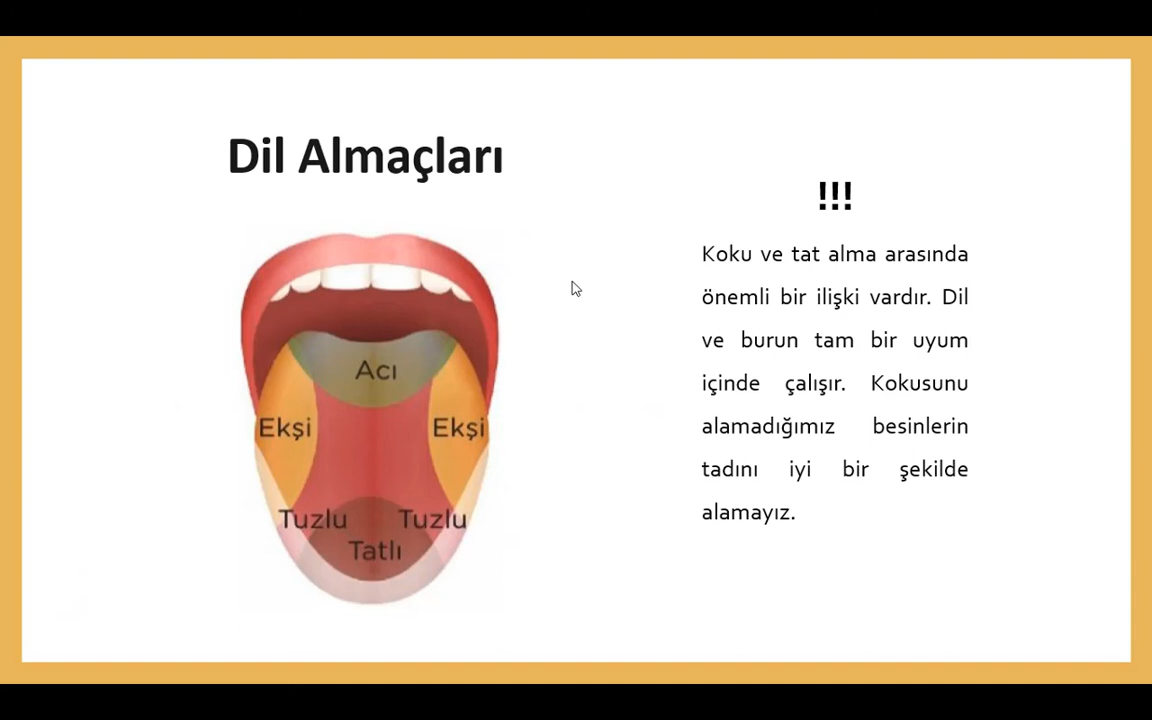 Dil Almaçları
Acı
Ekşi Ekşi
Tuzlu Tuzlu
Tatlı
!!!
Koku ve tat alma arasında
önemli bir ilişki vardır. Dil
ve burun tam bir uyum
içinde çalışır. Kokusunu
alamadığımız besinlerin
tadını iyi bir şekilde
alamayız.